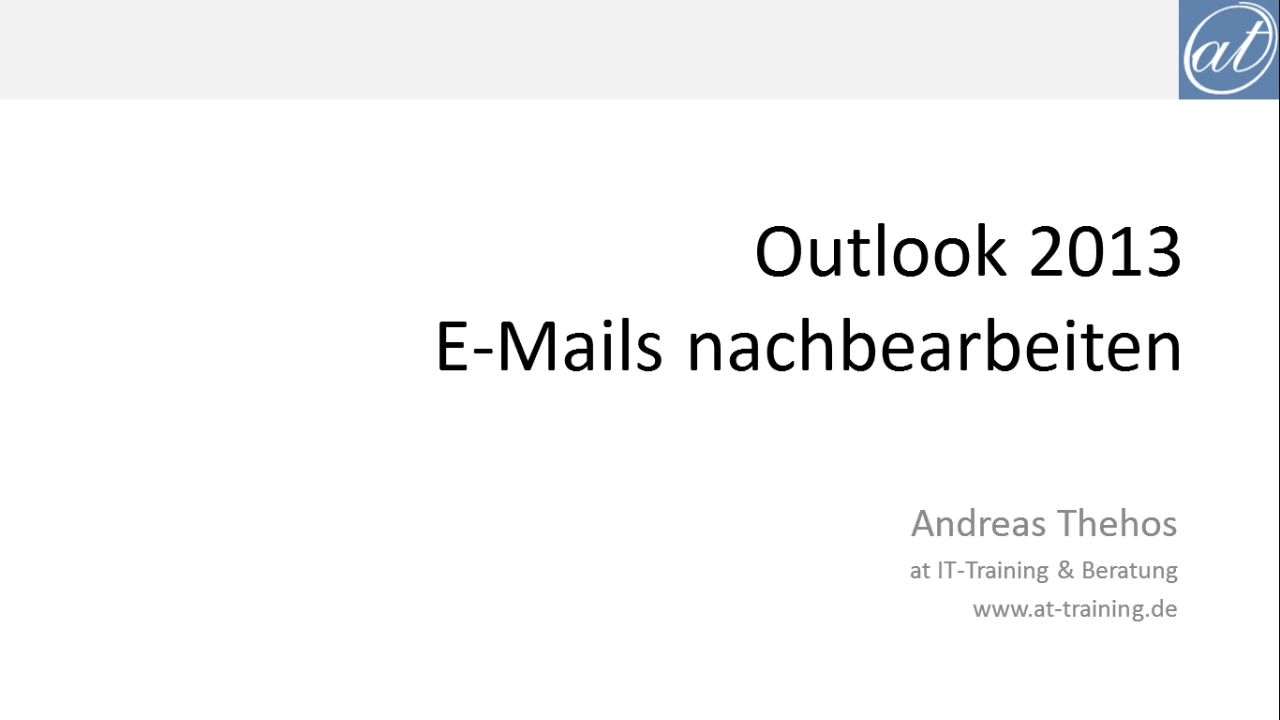 at
Outlook 2013
E-Mails nachbearbeiten
Andreas Thehos
at IT-Training & Beratung
www.at-training.de